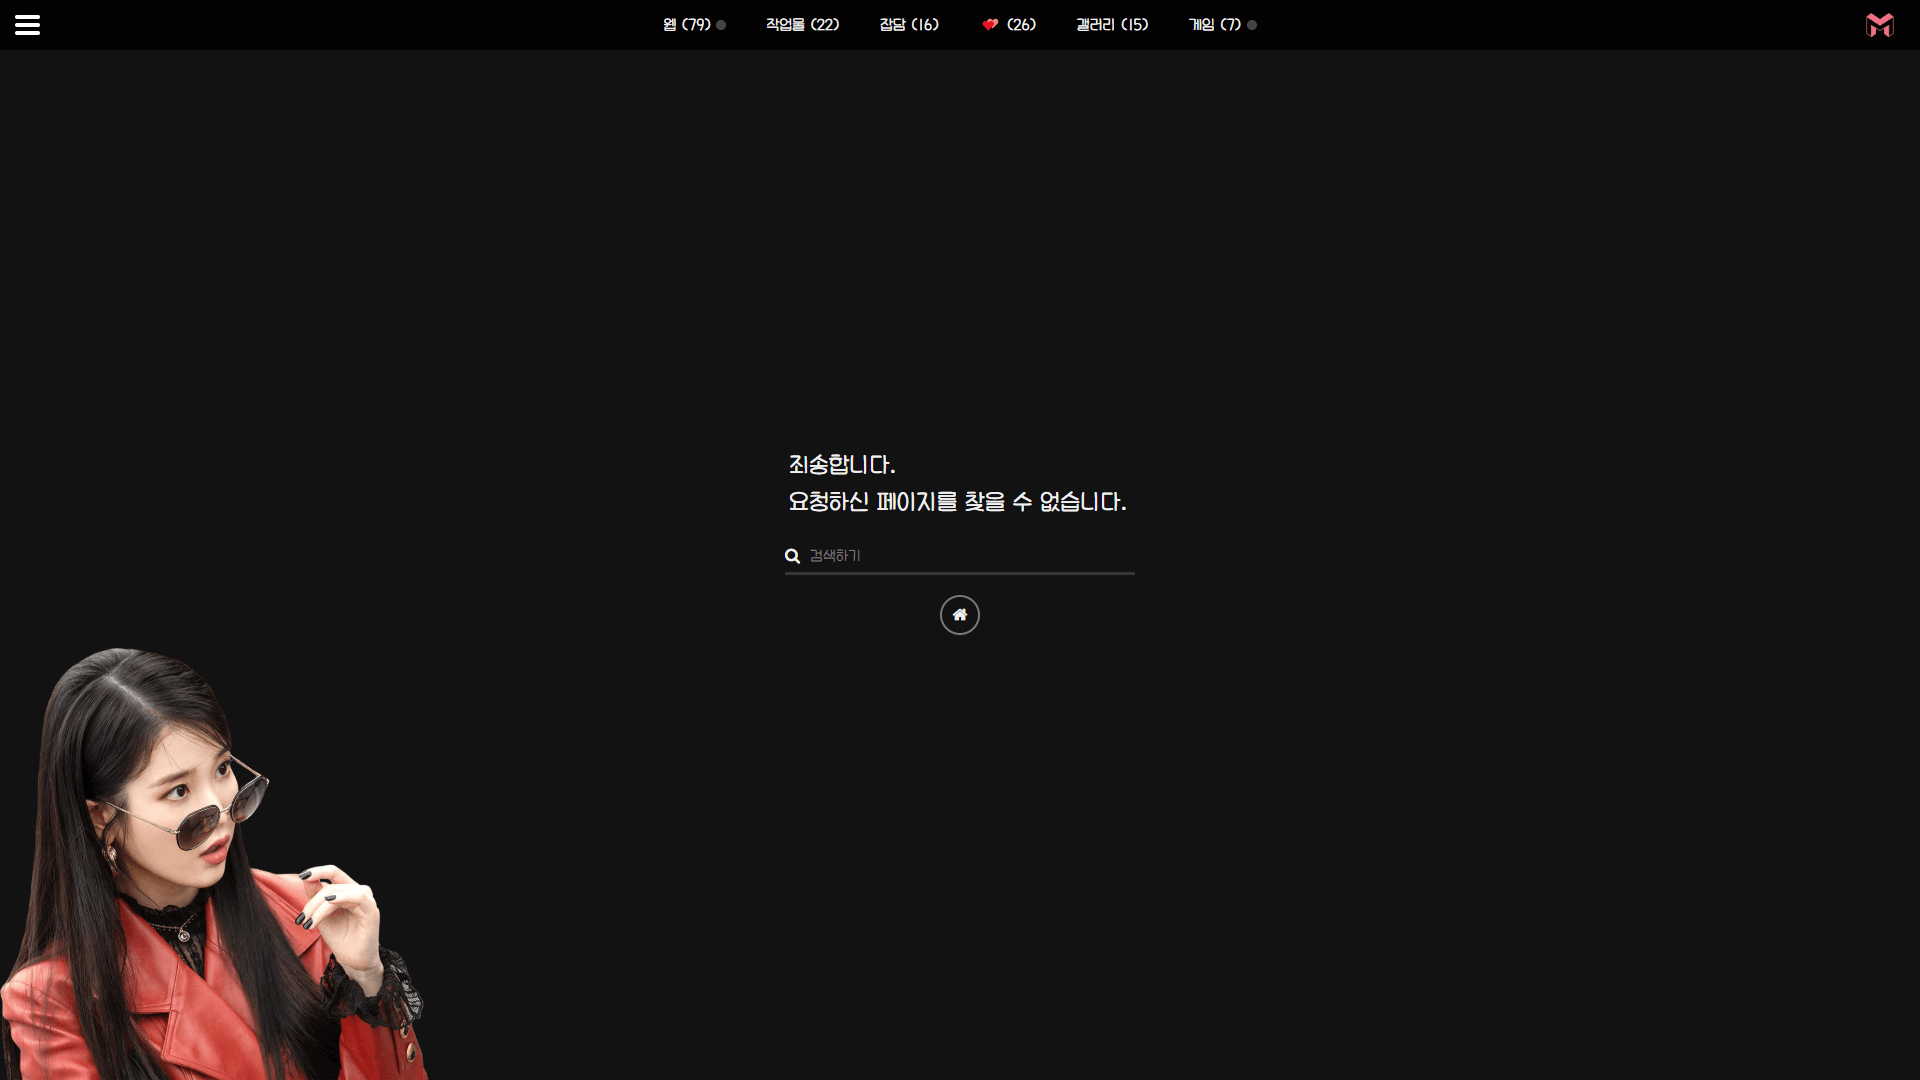 웹 (79)
작업물 (22)
잡담 (16)
💕 (26)
갤러리 (15)
게임 (7)
죄송합니다.
요청하신 페이지를 찾을 수 없습니다.
검색하기